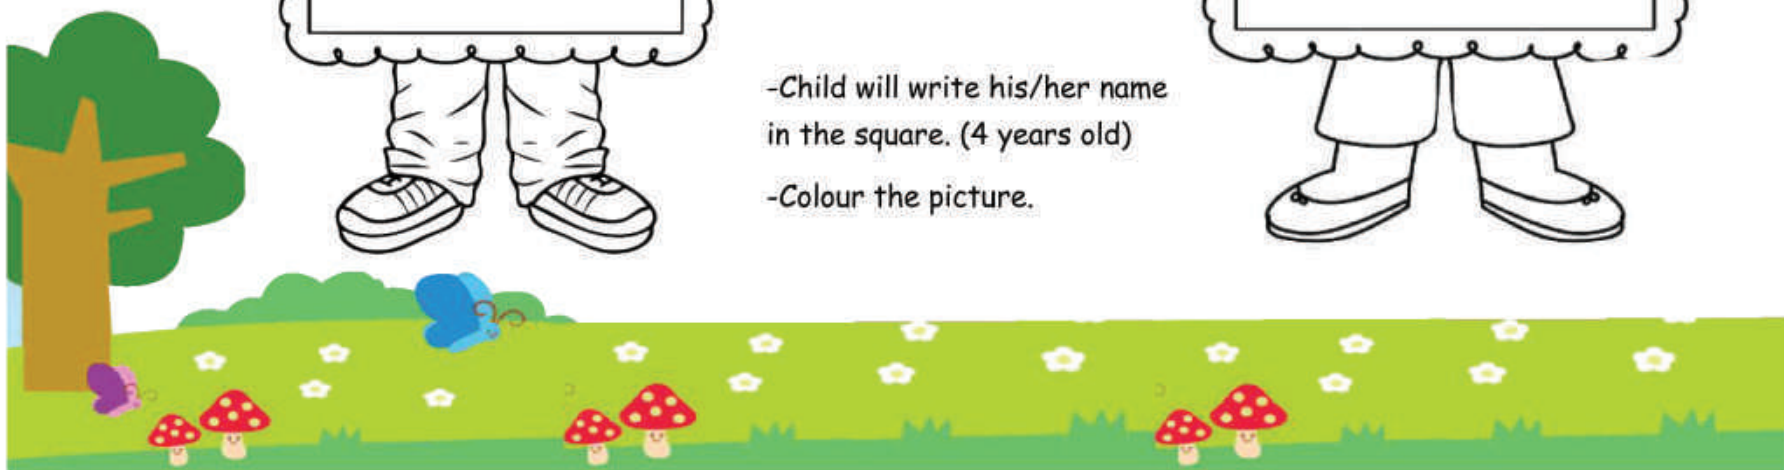 -Child will write his/her name
in the square. (4 years old)
-Colour the picture.